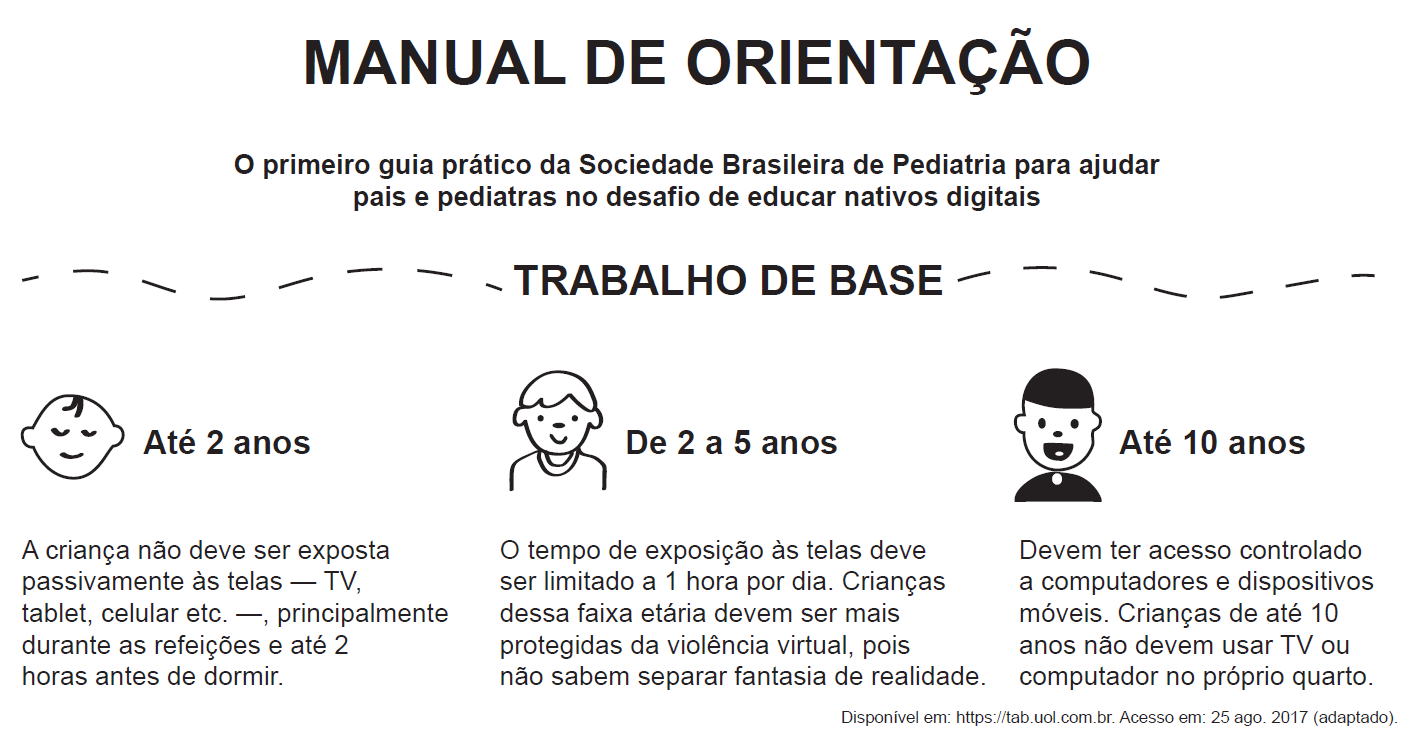 MANUAL DE ORIENTAÇÃO
O primeiro guia prático da Sociedade Brasileira de Pediatria para ajudar
pais e pediatras no desafio de educar nativos digitais
TRABALHO DE BASE
Até 2 anos
A criança não deve ser exposta
passivamente às telas — TV,
tablet, celular etc. —, principalmente
durante as refeições e até 2
horas antes de dormir.
De 2 a 5 anos
O tempo de exposição às telas deve
ser limitado a 1 hora por dia. Crianças
dessa faixa etária devem ser mais
protegidas da violência virtual, pois
não sabem separar fantasia de realidade.
Até 10 anos
Devem ter acesso controlado
a computadores e dispositivos
móveis. Crianças de até 10
anos não devem usar TV ou
computador no próprio quarto.
Disponível em: https://tab.uol.com.br. Acesso em: 25 ago. 2017 (adaptado).